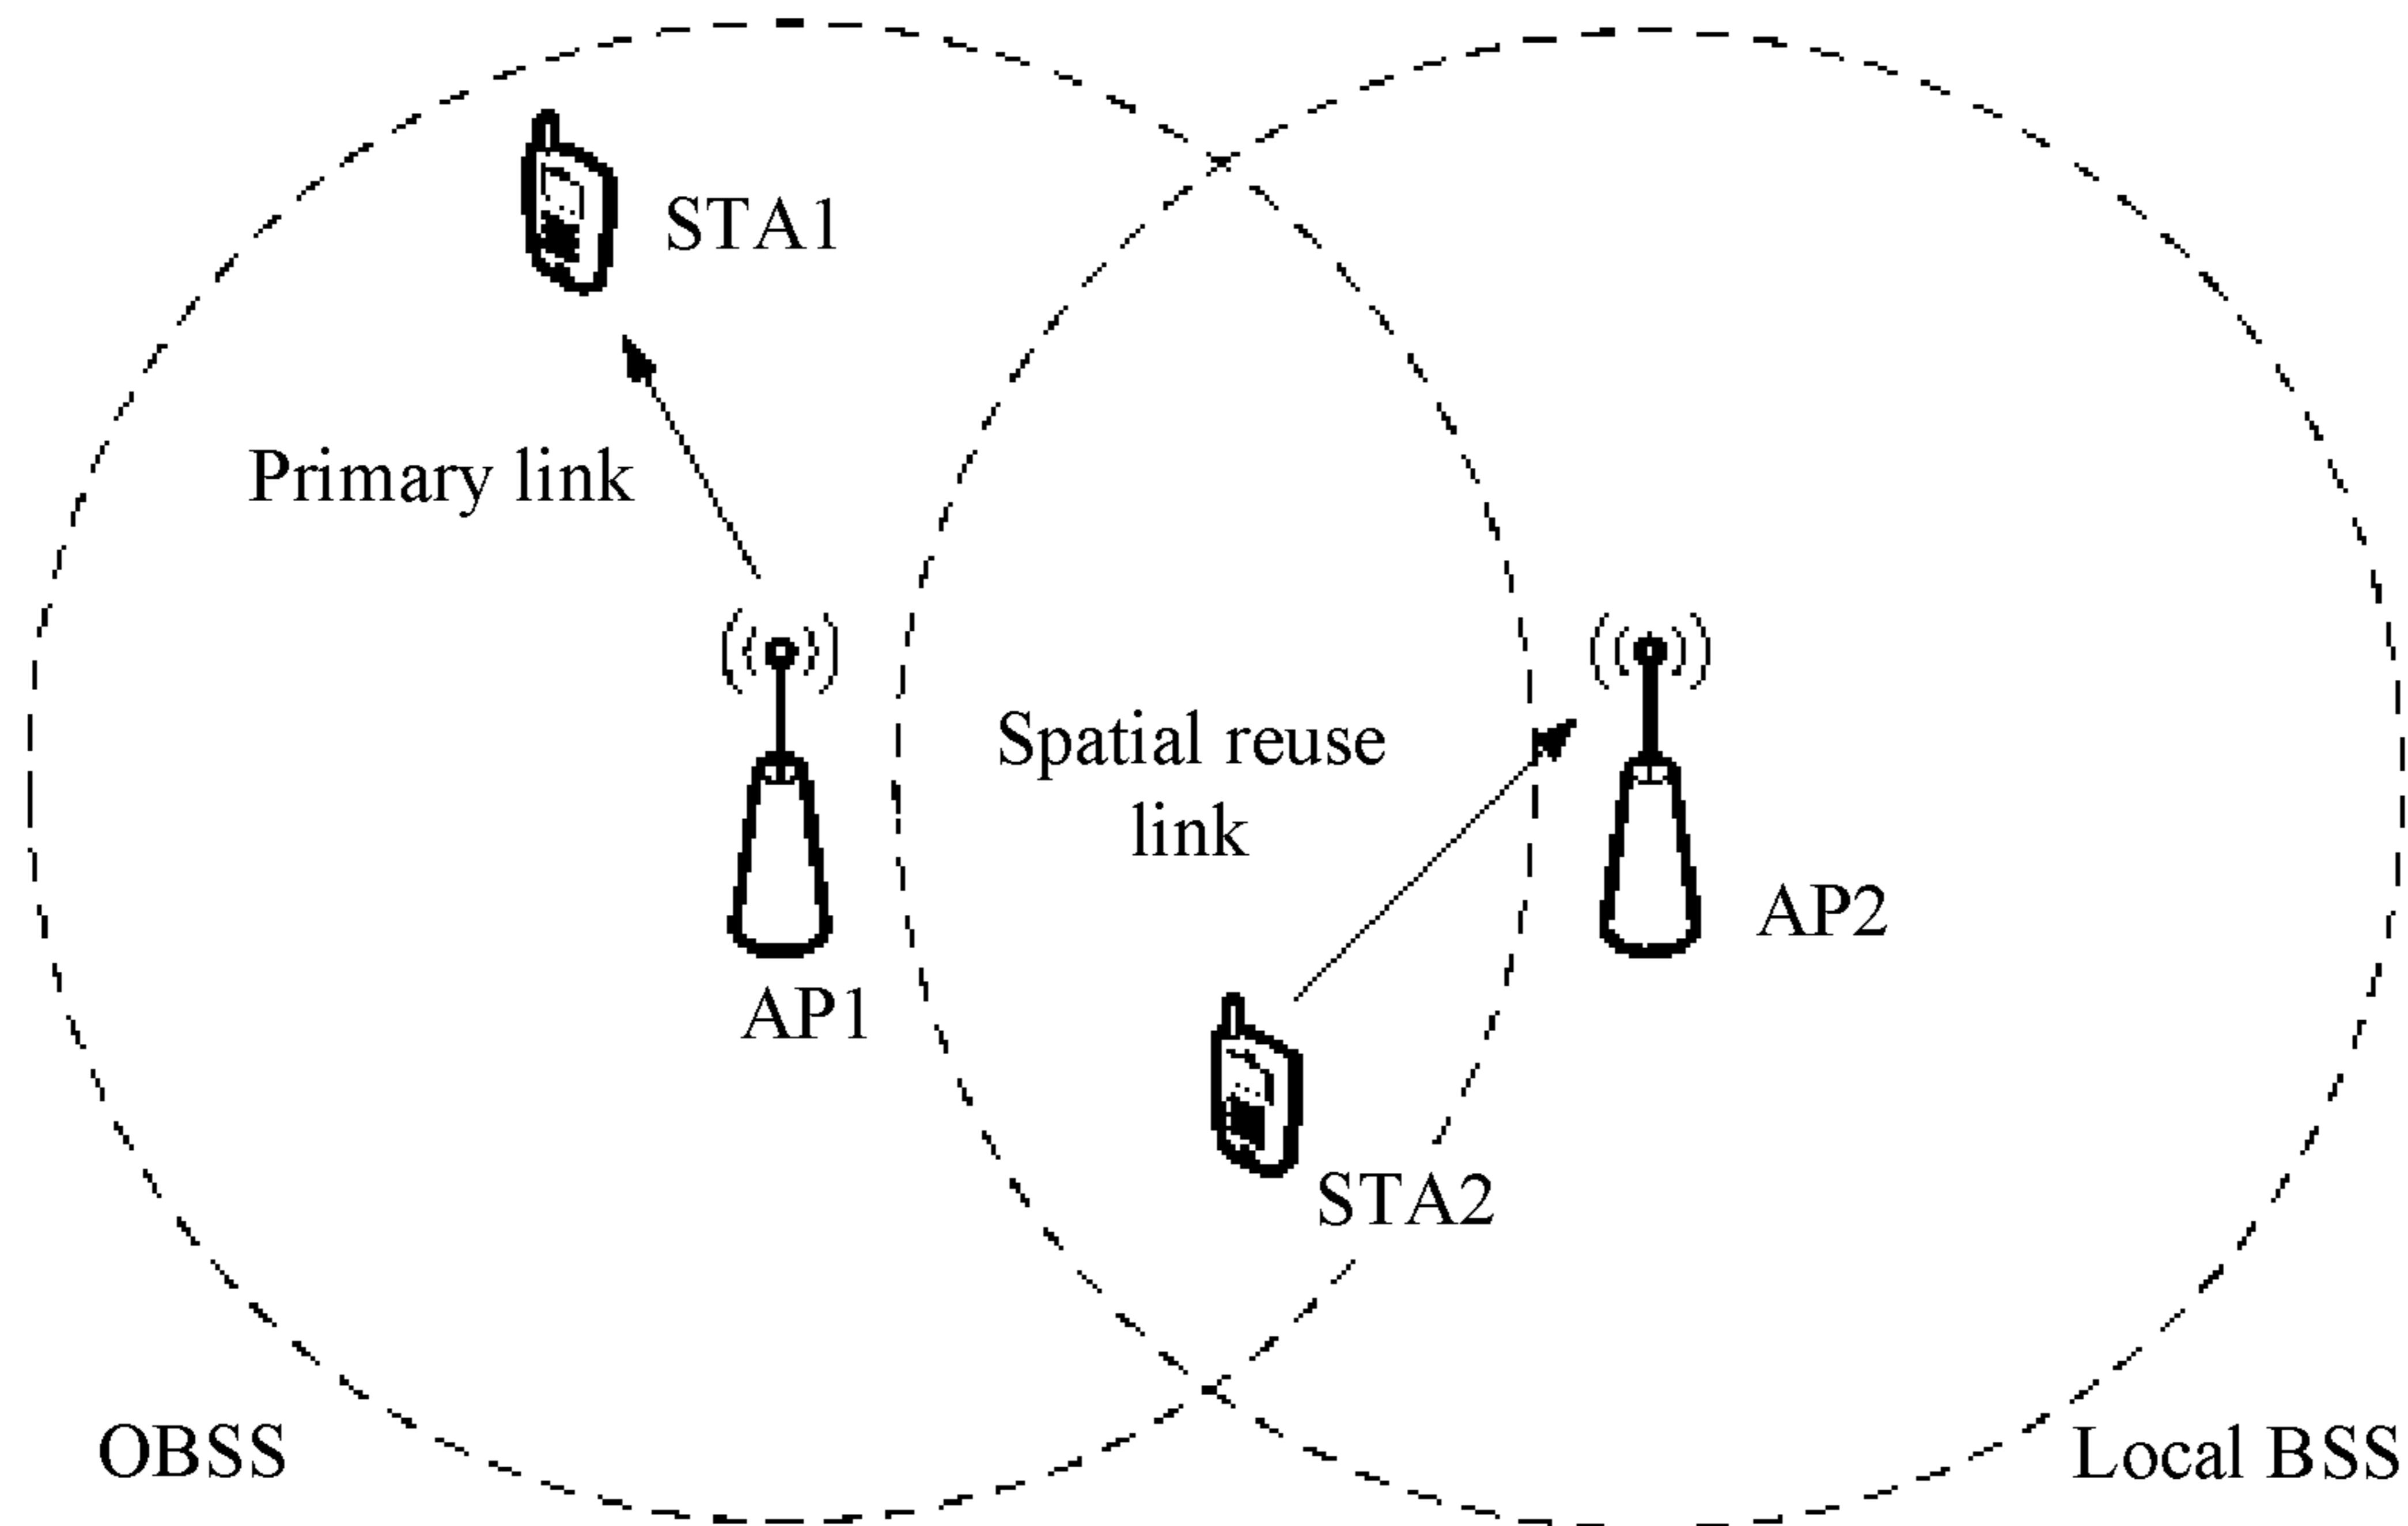 STA1
Primary link
Spatial reuse
link
AP2
AP1
STA2
OBSS
Local BSS